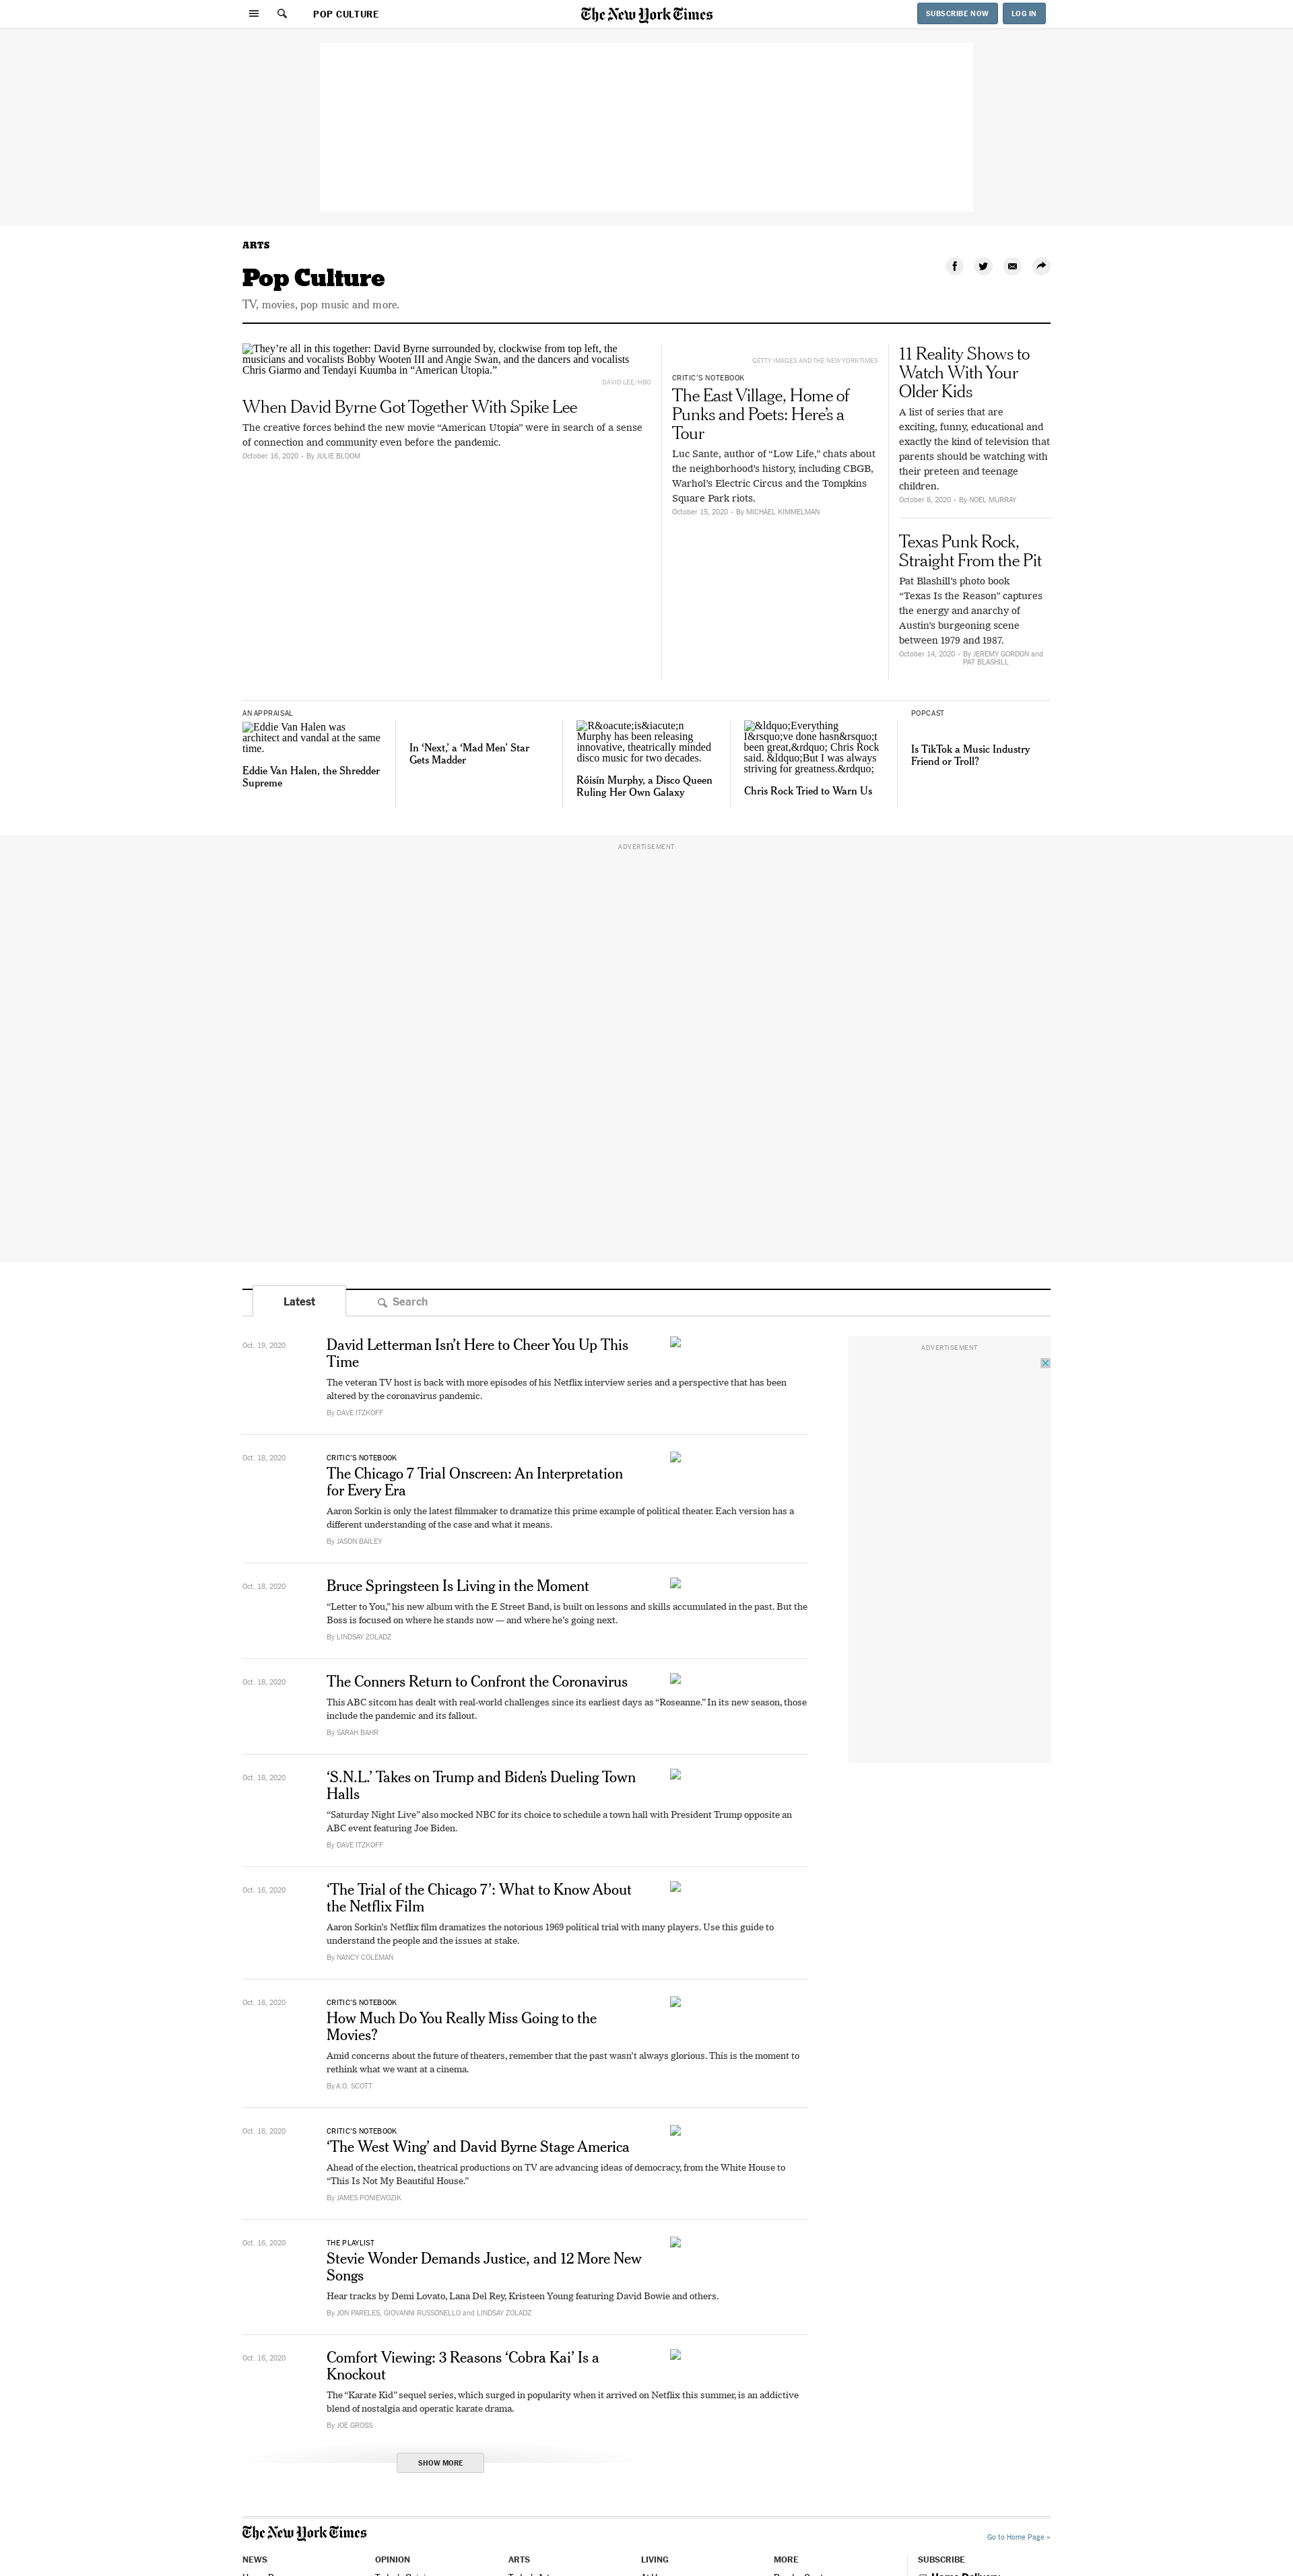 POP CULTURE
The New York Times
SUBSCRIBE NOW
LOG IN
ARTS
Pop Culture
TV, movies, pop music and more.
They’re all in this together: David Byrne surrounded by, clockwise from top left, the
musicians and vocalists Bobby Wooten III and Angie Swan, and the dancers and vocalists
Chris Giarmo and Tendayi Kuumba in “American Utopia.”
DAVID LEE/HBO
When David Byrne Got Together With Spike Lee
The creative forces behind the new movie “American Utopia” were in search of a sense
of connection and community even before the pandemic.
October 16, 2020 - By JULIE BLOOM
GETTY IMAGES AND THE NEW YORK TIMES
CRITIC’S NOTEBOOK
The East Village, Home of
Punks and Poets: Here’s a
Tour
Luc Sante, author of “Low Life,” chats about
the neighborhood’s history, including CBGB,
Warhol’s Electric Circus and the Tompkins
Square Park riots.
October 15, 2020 - By MICHAEL KIMMELMAN
11 Reality Shows to
Watch With Your
Older Kids
A list of series that are
exciting, funny, educational and
exactly the kind of television that
parents should be watching with
their preteen and teenage
children.
October 8, 2020 - By NOEL MURRAY
Texas Punk Rock,
Straight From the Pit
Pat Blashill’s photo book
“Texas Is the Reason” captures
the energy and anarchy of
Austin’s burgeoning scene
between 1979 and 1987.
October 14, 2020 - By JEREMY GORDON and
PAT BLASHILL
AN APPRAISAL
Eddie Van Halen was
architect and vandal at the same
time.
Eddie Van Halen, the Shredder
Supreme
In ‘Next,’ a ‘Mad Men’ Star
Gets Madder
R&oacute;is&iacute;n
Murphy has been releasing
innovative, theatrically minded
disco music for two decades.
Róisín Murphy, a Disco Queen
Ruling Her Own Galaxy
&ldquo;Everything
I&rsquo;ve done hasn&rsquo;t
been great,&rdquo; Chris Rock
said. &ldquo;But I was always
striving for greatness.&rdquo;
Chris Rock Tried to Warn Us
POPCAST
Is TikTok a Music Industry
Friend or Troll?
ADVERTISEMENT
Latest
Search
ADVERTISEMENT
Oct. 19, 2020
David Letterman Isn’t Here to Cheer You Up This
Time
The veteran TV host is back with more episodes of his Netflix interview series and a perspective that has been
altered by the coronavirus pandemic.
By DAVE ITZKOFF
Oct. 18, 2020
CRITIC’S NOTEBOOK
The Chicago 7 Trial Onscreen: An Interpretation
for Every Era
Aaron Sorkin is only the latest filmmaker to dramatize this prime example of political theater. Each version has a
different understanding of the case and what it means.
By JASON BAILEY
Oct. 18, 2020
Bruce Springsteen Is Living in the Moment
“Letter to You,” his new album with the E Street Band, is built on lessons and skills accumulated in the past. But the
Boss is focused on where he stands now — and where he’s going next.
By LINDSAY ZOLADZ
Oct. 18, 2020
The Conners Return to Confront the Coronavirus
This ABC sitcom has dealt with real-world challenges since its earliest days as “Roseanne.” In its new season, those
include the pandemic and its fallout.
By SARAH BAHR
Oct. 18, 2020
‘S.N.L.’ Takes on Trump and Biden’s Dueling Town
Halls
“Saturday Night Live” also mocked NBC for its choice to schedule a town hall with President Trump opposite an
ABC event featuring Joe Biden.
By DAVE ITZKOFF
Oct. 16, 2020
‘The Trial of the Chicago 7’: What to Know About
the Netflix Film
Aaron Sorkin’s Netflix film dramatizes the notorious 1969 political trial with many players. Use this guide to
understand the people and the issues at stake.
By NANCY COLEMAN
Oct. 16, 2020
CRITIC’S NOTEBOOK
How Much Do You Really Miss Going to the
Movies?
Amid concerns about the future of theaters, remember that the past wasn’t always glorious. This is the moment to
rethink what we want at a cinema.
By A.O. SCOTT
Oct. 16, 2020
CRITIC’S NOTEBOOK
‘The West Wing’ and David Byrne Stage America
Ahead of the election, theatrical productions on TV are advancing ideas of democracy, from the White House to
“This Is Not My Beautiful House.”
By JAMES PONIEWOZIK
Oct. 16, 2020
THE PLAYLIST
Stevie Wonder Demands Justice, and 12 More New
Songs
Hear tracks by Demi Lovato, Lana Del Rey, Kristeen Young featuring David Bowie and others.
By JON PARELES, GIOVANNI RUSSONELLO and LINDSAY ZOLADZ
Oct. 16, 2020
Comfort Viewing: 3 Reasons ‘Cobra Kai’ Is a
Knockout
The “Karate Kid” sequel series, which surged in popularity when it arrived on Netflix this summer, is an addictive
blend of nostalgia and operatic karate drama.
By JOE GROSS
SHOW MORE
The New York Times
Go to Home Page »
NEWS
OPINION
ARTS
LIVING
MORE
SUBSCRIBE